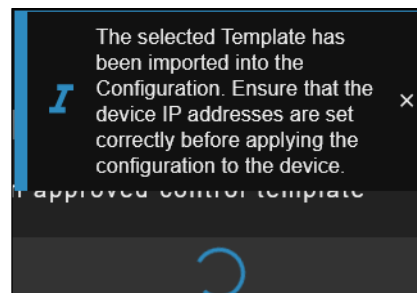 The selected Template has
been imported into the
Configuration. Ensure that the
device IP addresses are set
correctly before applying the
configuration to the device.
approved control template